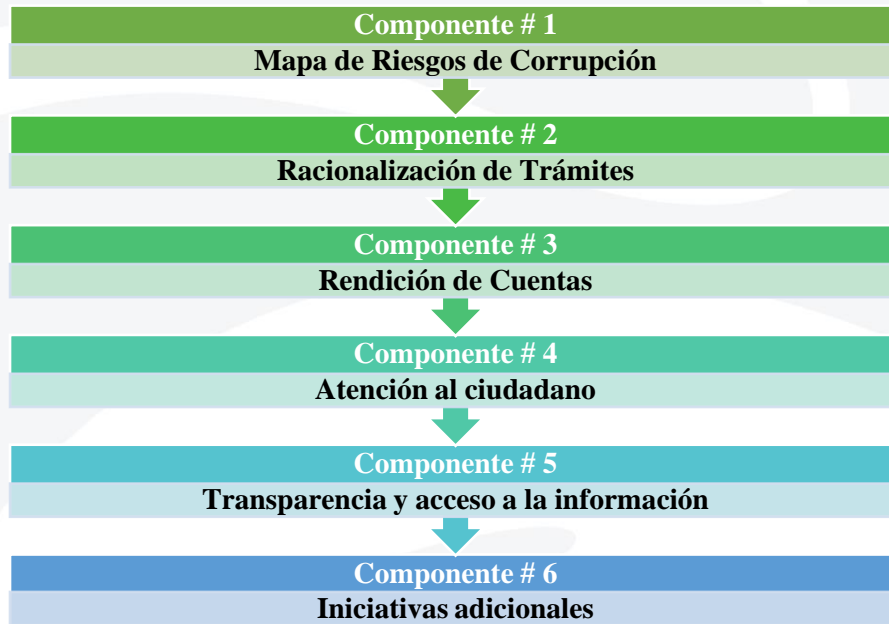 Componente # 1
Mapa de Riesgos de Corrupción
Componente # 2
Racionalización de Trámites
Componente # 3
Rendición de Cuentas
Componente # 4
Atención al ciudadano
Componente # 5
Transparencia y acceso a la información
Componente # 6
Iniciativas adicionales